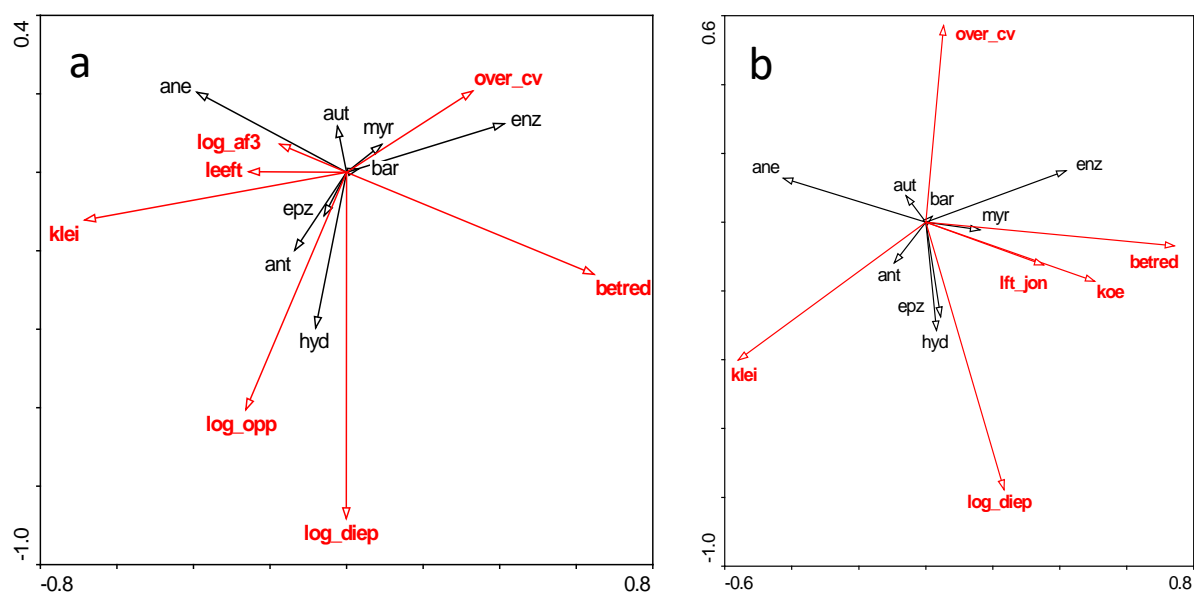 a
0.4
-1.0
-0.8
0.8
ane
aut
myr
over_cv
enz
log_af3
leeft
bar
klei
epz
ant
betred
hyd
log_opp
log_diep
b
0.6
-1.0
-0.6
0.8
over_cv
ane
enz
aut
bar
myr
ant
betred
lft_jon
koe
epz
hyd
klei
log_diep